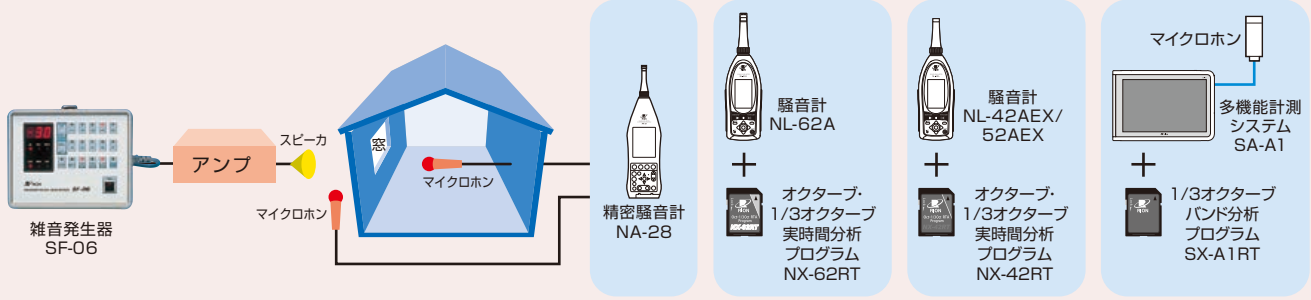 雑音発生器
SF-06
アンプ
スピーカ
マイクロホン
窓
マイクロホン
精密騒音計
NA-28
騒音計
NL-62A
オクターブ・
1/3オクターブ
実時間分析
プログラム
NX-62RT
騒音計
NL-42AEX/
52AEX
オクターブ・
1/3オクターブ
実時間分析
プログラム
NX-42RT
マイクロホン
多機能計測
システム
SA-A1
1/3オクターブ
バンド分析
プログラム
SX-A1RT